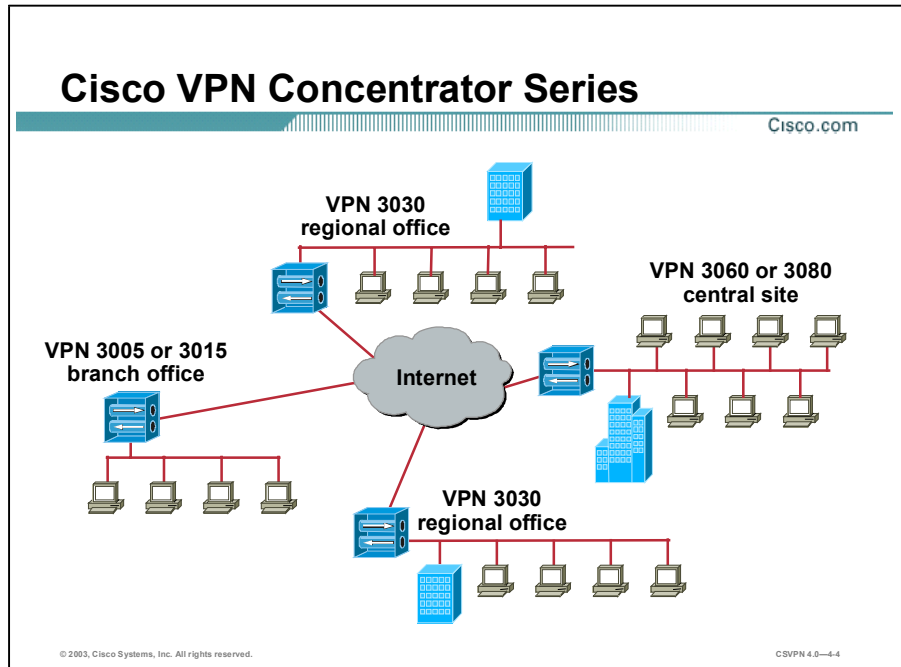 Cisco VPN Concentrator Series
Cisco.com
VPN 3030
regional office
VPN 3060 or 3080
central site
VPN 3005 or 3015
branch office
Internet
VPN 3030
regional office
© 2003, Cisco Systems, Inc. All rights reserved.
CSVPN 4.0—4-4